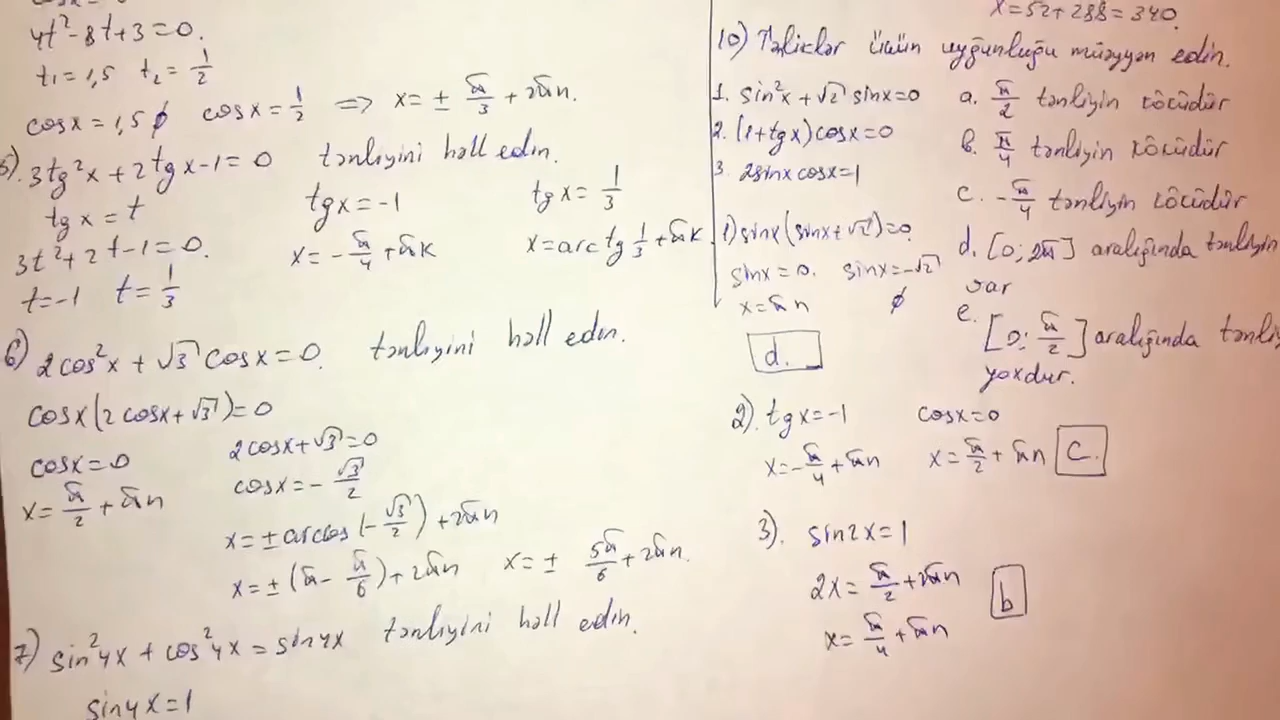 4t²-8t+3=0.
t₁=1,5 t₂=1/2
cosx=1,5 ∅ cosx=1/2 => x=± π/3 + 2πn.
5). 3tg²x+2tgx-1=0 tənliyini həll edin.
tgx=t
3t²+2t-1=0.
t=-1 t=1/3
tgx=-1 tgx=1/3
x=-π/4+πk x=arctg 1/3+πk.
6) 2cos²x+√3 cosx=0. tənliyini həll edin.
cosx(2cosx+√3)=0
cosx=0 2cosx+√3=0
x=π/2+πn cosx=-√3/2
x=±arccos(-√3/2)+2πn
x=±(π-π/6)+2πn x=± 5π/6+2πn.
7) sin²4x+cos²4x=sin4x tənliyini həll edin.
sin4x=1
x=52+288=340.
10) Tənliklər üçün uyğunluğu müəyyən edin.
1. sin²x+√2 sinx=0 a. π/2 tənliyin köküdür
2. (1+tgx)cosx=0 b. π/4 tənliyin köküdür
3. 2sinxcosx=1 c. -π/4 tənliyin köküdür
d. [0;2π] aralığında tənliyin
var
e. [0;π/2] aralığında
yoxdur.
1) sinx(sinx+√2)=0.
sinx=0. sinx=-√2
x=πn ∅
d.
2). tgx=-1 cosx=0
x=-π/4+πn x=π/2+πn c.
3). sin2x=1
2x=π/2+2πn
x=π/4+πn b